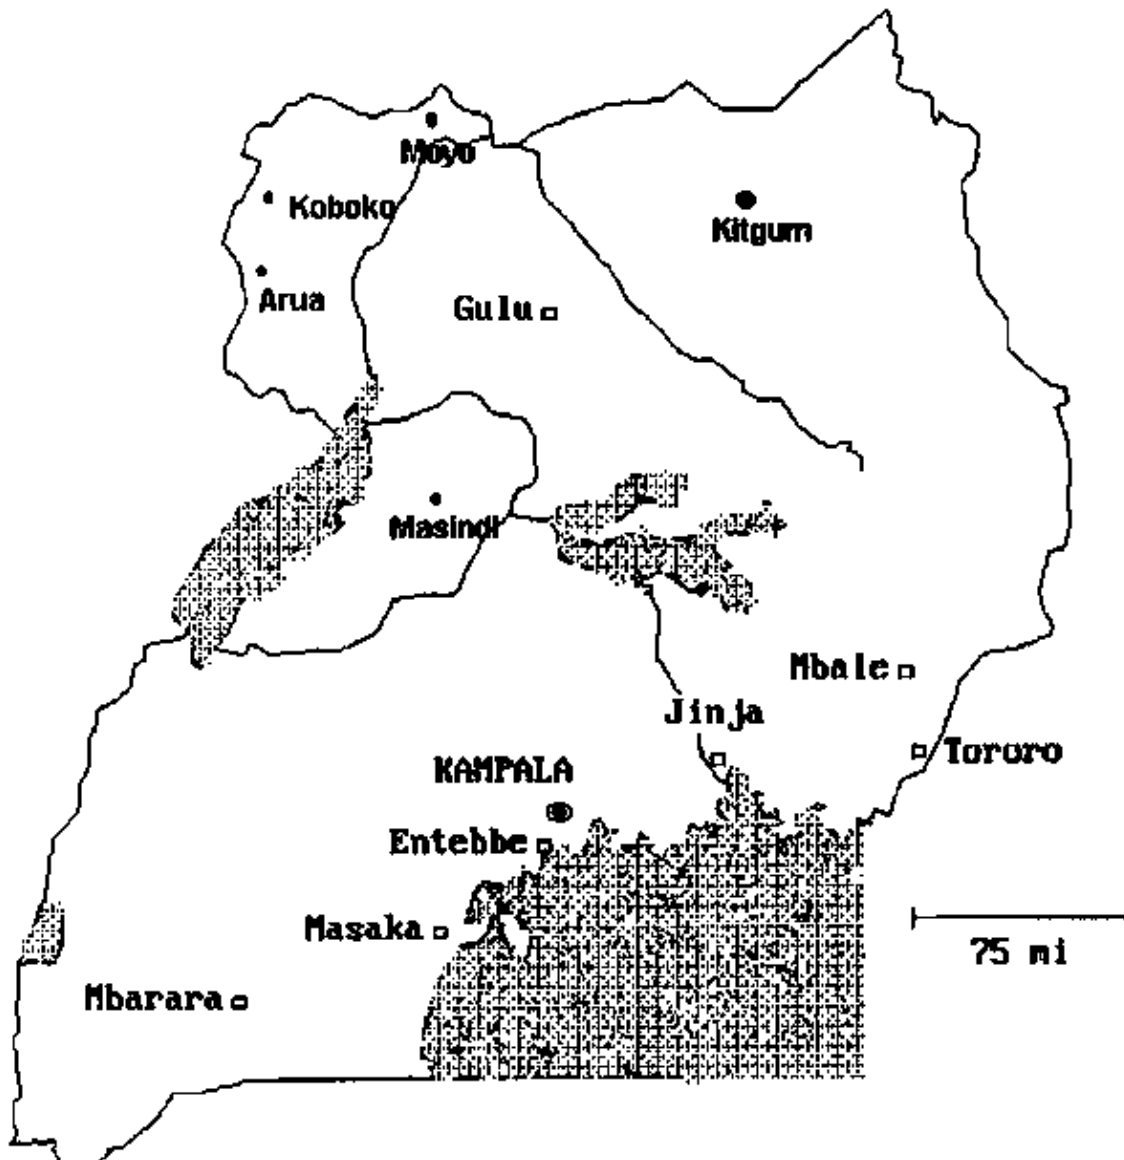 Moyo
Koboko
Kitgum
Arua
Gulu
Masindi
Mbale
Jinja
Tororo
KAMPALA
Entebbe
Masaka
75 mi
Mbarara